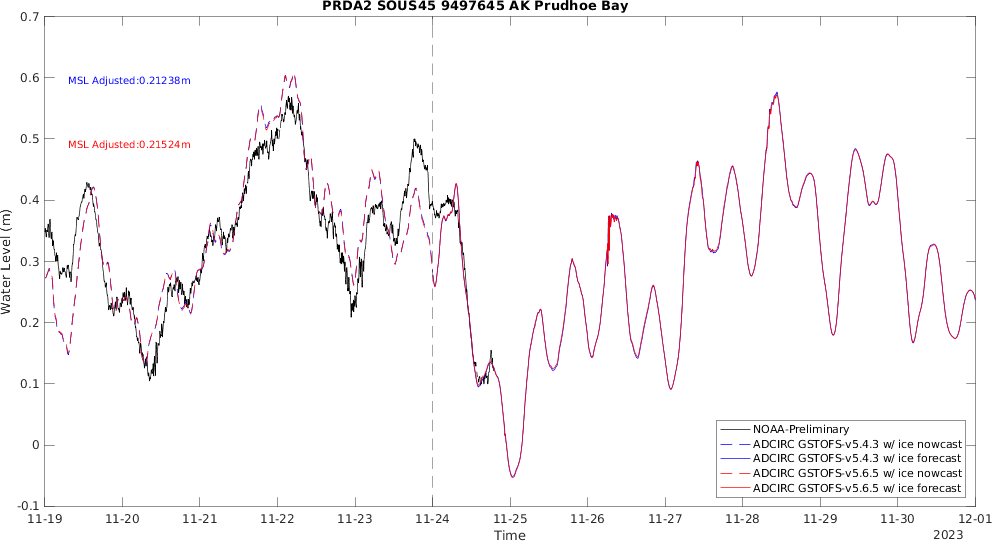 PRDA2 SOUS45 9497645 AK Prudhoe Bay
0.7
0.6
0.5
0.4
0.3
0.2
0.1
0
-0.1
Water Level (m)
MSL Adjusted:0.21238m
MSL Adjusted:0.21524m
NOAA-Preliminary
ADCIRC GSTOFS-v5.4.3 w/ ice nowcast
ADCIRC GSTOFS-v5.4.3 w/ ice forecast
ADCIRC GSTOFS-v5.6.5 w/ ice nowcast
ADCIRC GSTOFS-v5.6.5 w/ ice forecast
11-19 11-20 11-21 11-22 11-23 11-24 11-25 11-26 11-27 11-28 11-29 11-30 12-01
Time
2023